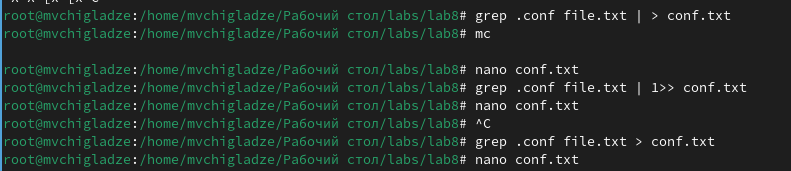 root@mvchigladze:/home/mvchigladze/Рабочий стол/labs/lab8# grep .conf file.txt | > conf.txt
root@mvchigladze:/home/mvchigladze/Рабочий стол/labs/lab8# mc
root@mvchigladze:/home/mvchigladze/Рабочий стол/labs/lab8# nano conf.txt
root@mvchigladze:/home/mvchigladze/Рабочий стол/labs/lab8# grep .conf file.txt | 1>> conf.txt
root@mvchigladze:/home/mvchigladze/Рабочий стол/labs/lab8# nano conf.txt
root@mvchigladze:/home/mvchigladze/Рабочий стол/labs/lab8# ^C
root@mvchigladze:/home/mvchigladze/Рабочий стол/labs/lab8# grep .conf file.txt > conf.txt
root@mvchigladze:/home/mvchigladze/Рабочий стол/labs/lab8# nano conf.txt